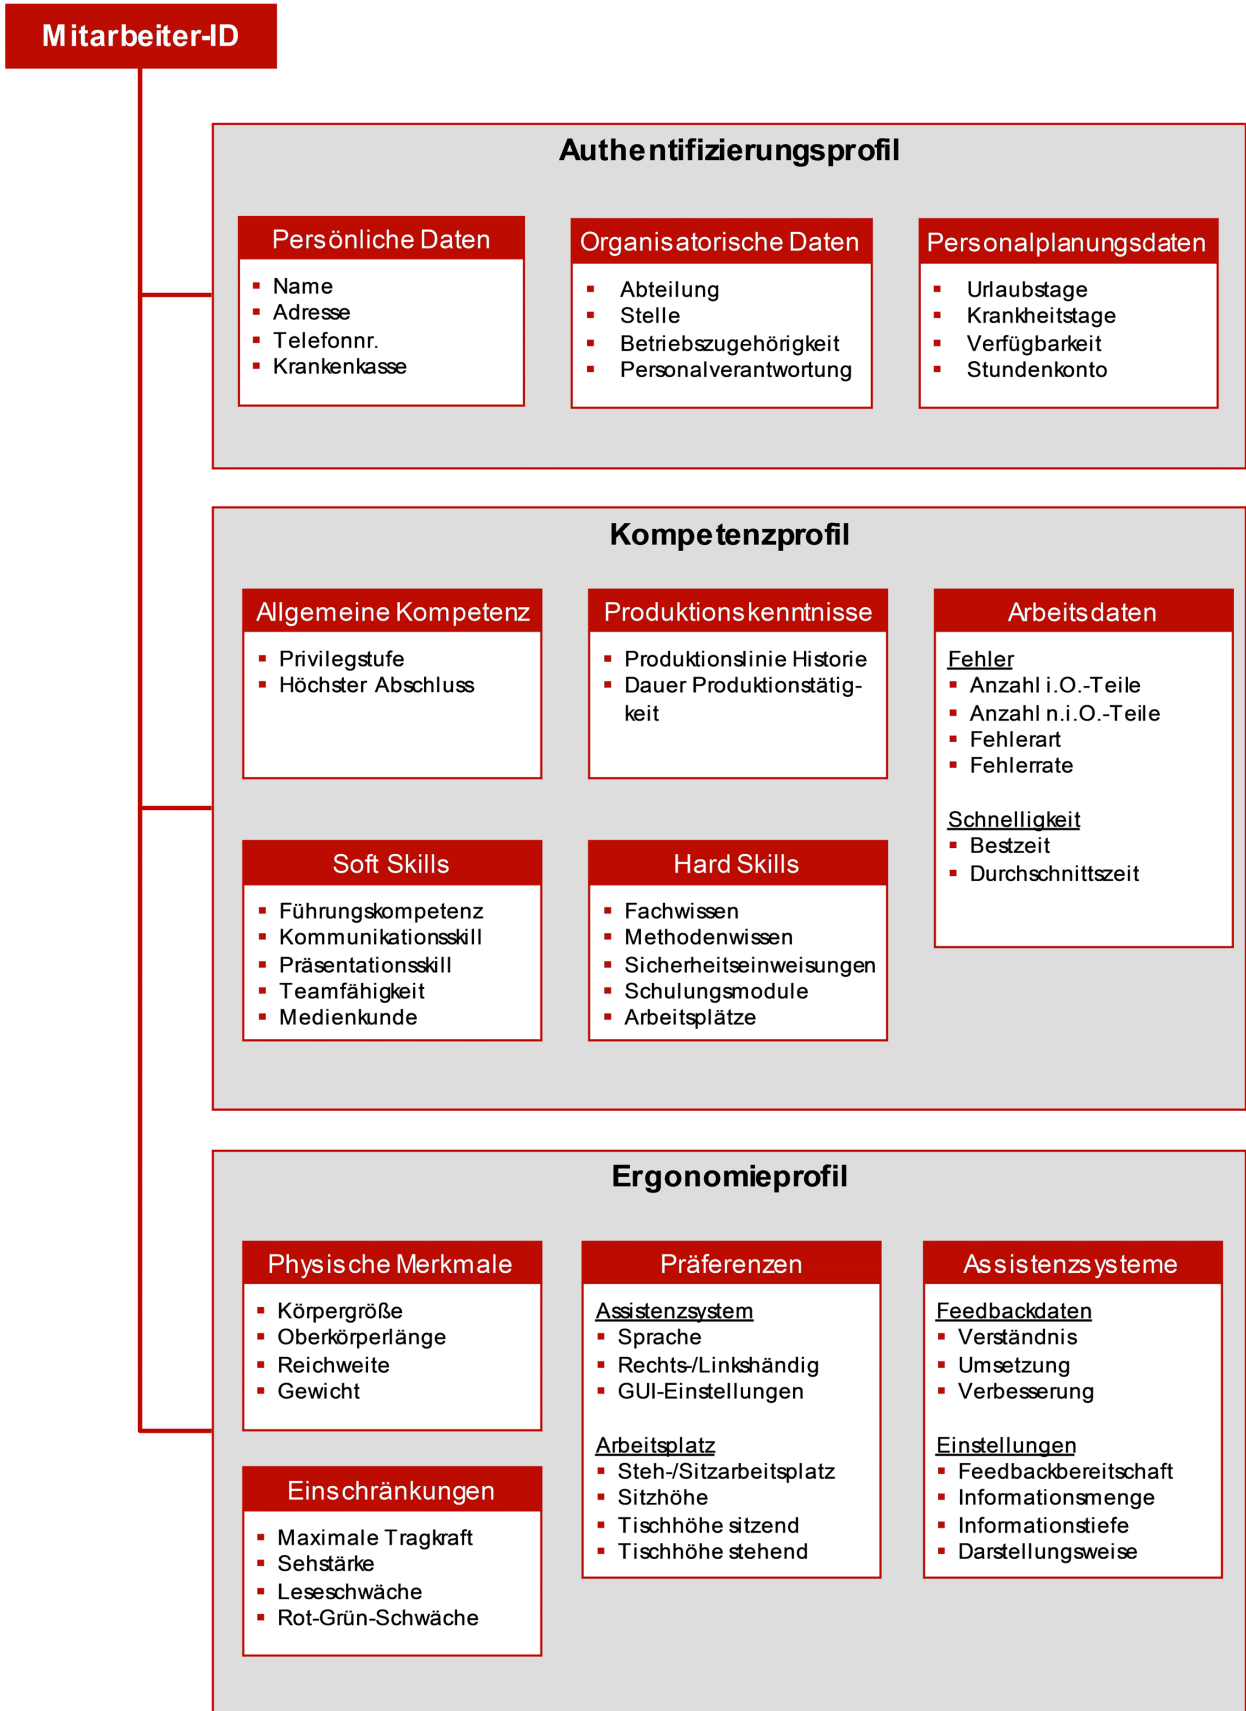 Mitarbeiter-ID
Authentifizierungsprofil
Persönliche Daten
Name
Adresse
Telefonnr.
Krankenkasse
Organisatorische Daten
Abteilung
Stelle
Betriebszugehörigkeit
Personalverantwortung
Personalplanungsdaten
Urlaubstage
Krankheitstage
Verfügbarkeit
Stundenkonto
Kompetenzprofil
Allgemeine Kompetenz
Privilegstufe
Höchster Abschluss
Produktionskenntnisse
Produktionslinie Historie
Dauer Produktionstätig-
keit
Arbeitsdaten
Fehler
Anzahl i.O.-Teile
Anzahl n.i.O.-Teile
Fehlerart
Fehlerrate
Schnelligkeit
Bestzeit
Durchschnittszeit
Soft Skills
Führungskompetenz
Kommunikationsskill
Präsentationsskill
Teamfähigkeit
Medienkunde
Hard Skills
Fachwissen
Methodenwissen
Sicherheitseinweisungen
Schulungsmodule
Arbeitsplätze
Ergonomieprofil
Physische Merkmale
Körpergröße
Oberkörperlänge
Reichweite
Gewicht
Einschränkungen
Maximale Tragkraft
Sehstärke
Leseschwäche
Rot-Grün-Schwäche
Präferenzen
Assistenzsystem
Sprache
Rechts-/Linkshändig
GUI-Einstellungen
Arbeitsplatz
Steh-/Sitzarbeitsplatz
Sitzhöhe
Tischhöhe sitzend
Tischhöhe stehend
Assistenzsysteme
Feedbackdaten
Verständnis
Umsetzung
Verbesserung
Einstellungen
Feedbackbereitschaft
Informationsmenge
Informationstiefe
Darstellungsweise